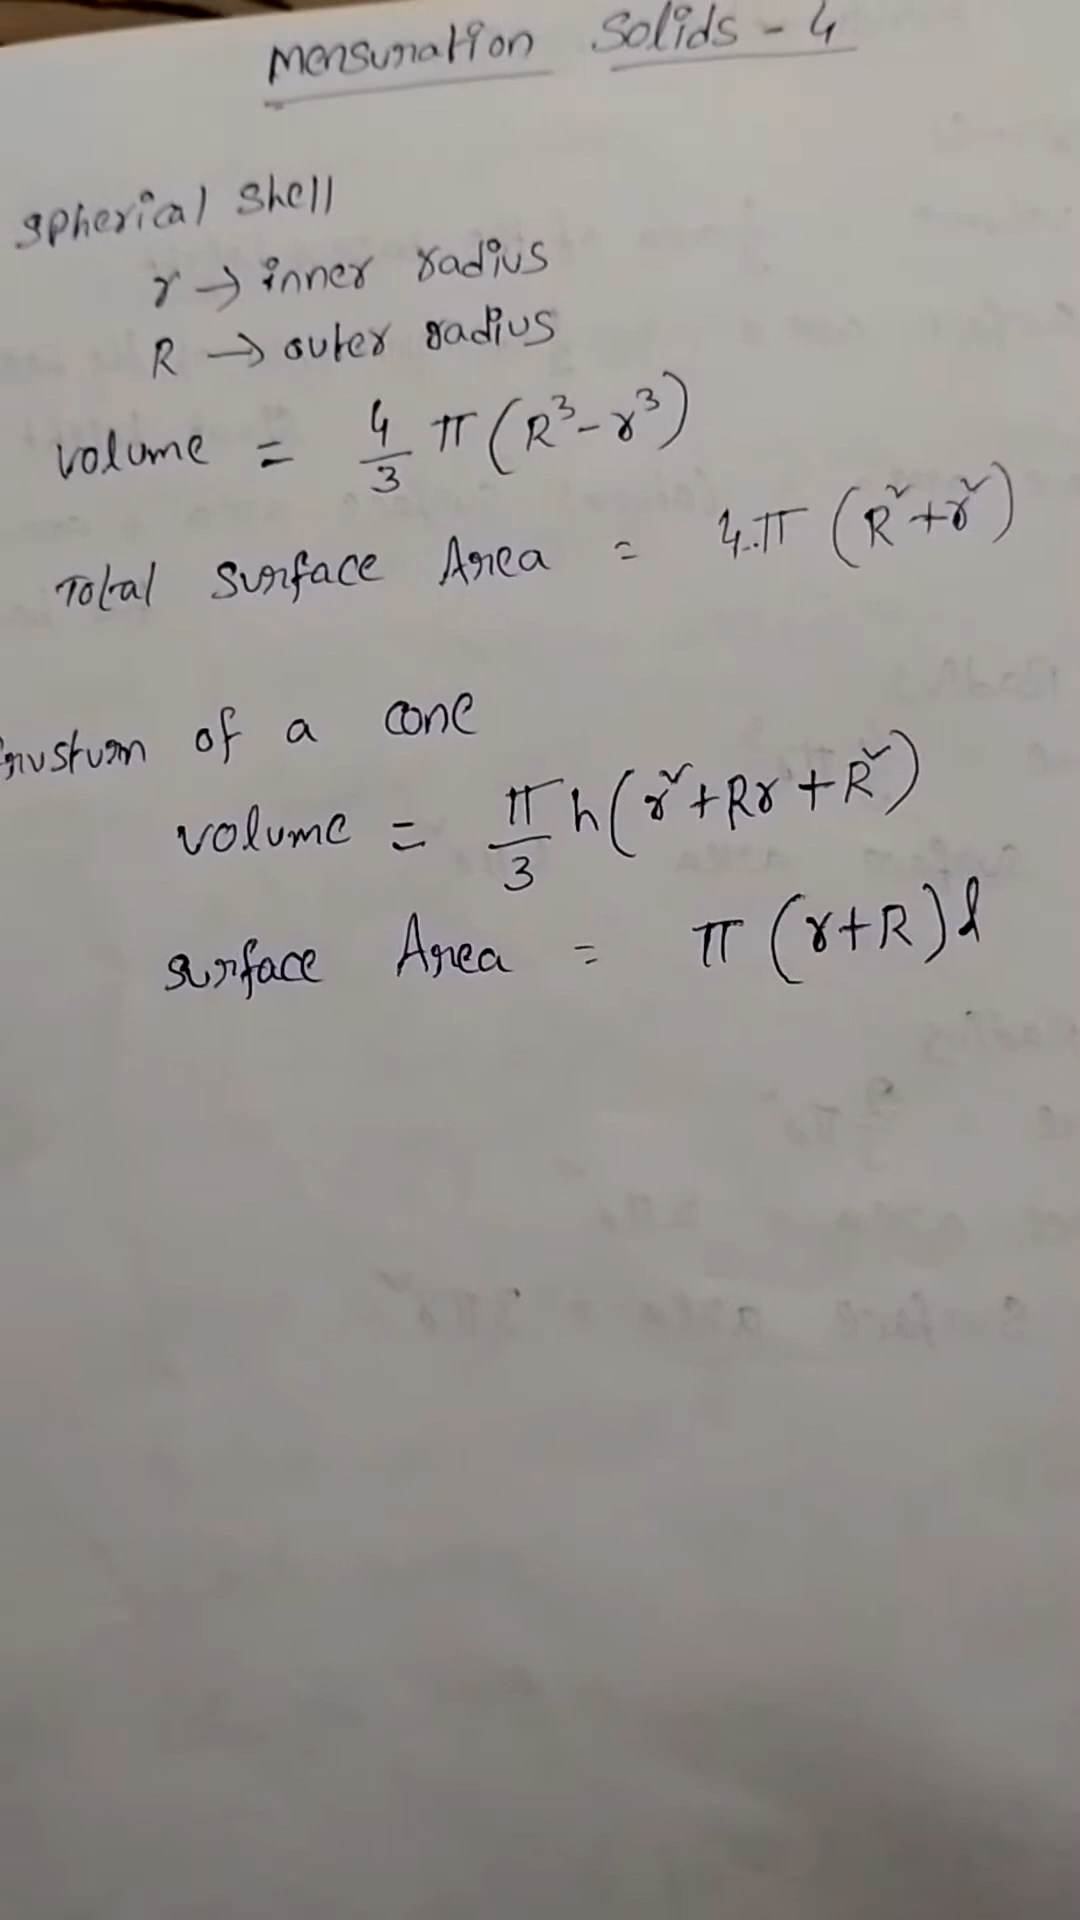 Mensuration Solids - 4
Spherical Shell
r → inner radius
R → outer radius
volume = 4/3 π (R³ - r³)
Total Surface Area = 4π (R² + r²)
frustum of a cone
volume = π/3 h (r² + Rr + R²)
surface Area = π (r + R) l